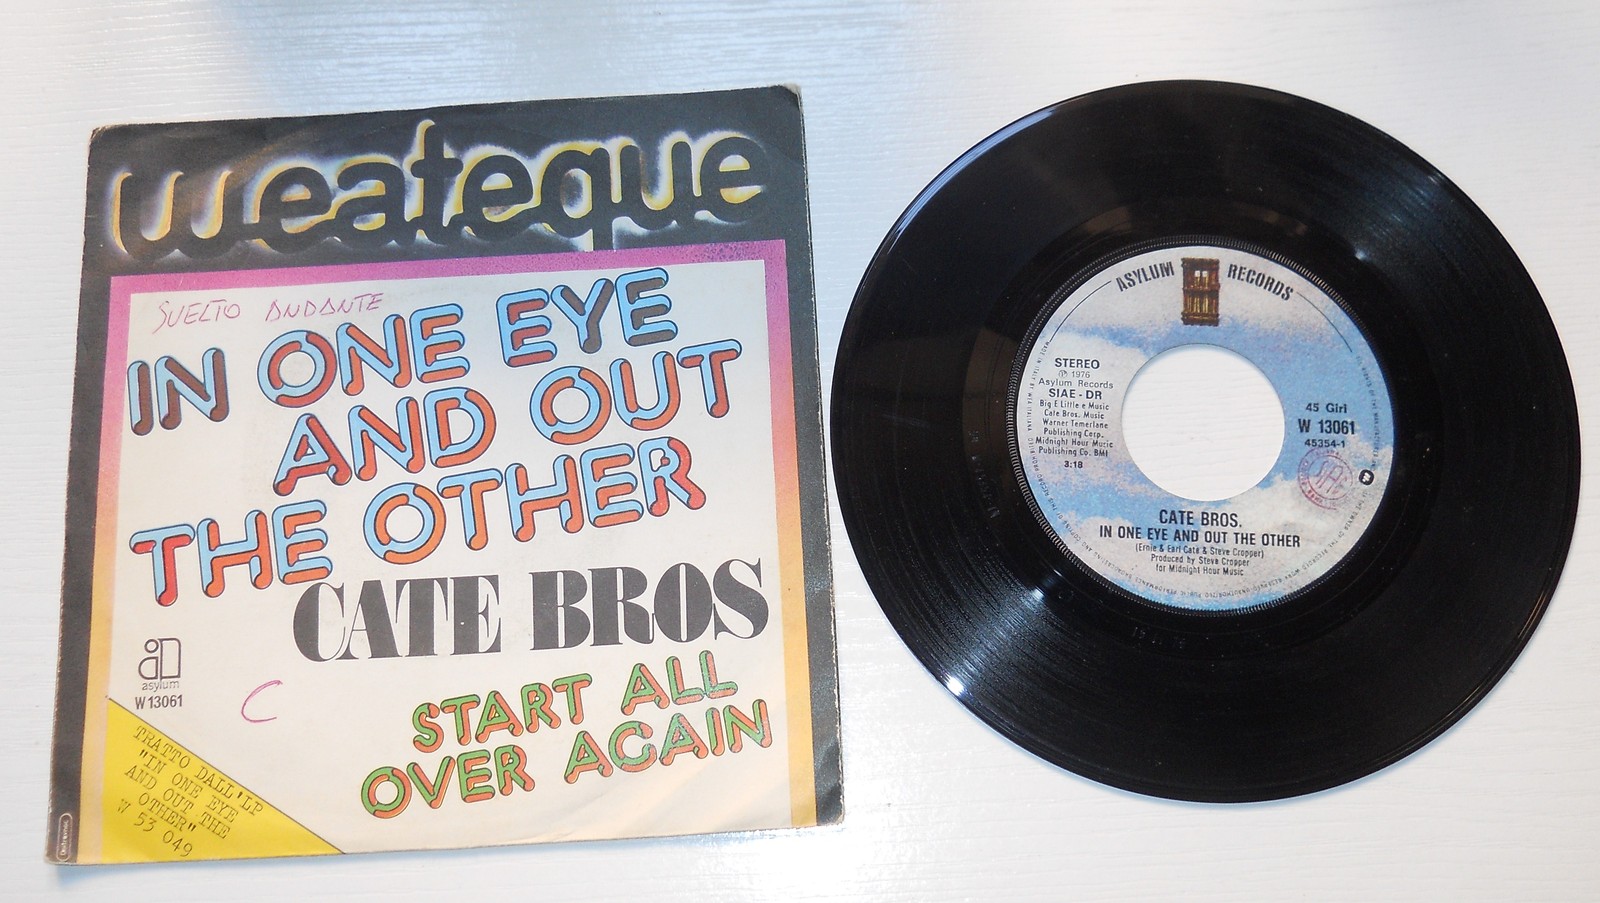 weateque
SVELTO ANDANTE
IN ONE EYE
AND OUT
THE OTHER
CATE BROS
asylum
W 13061
C
START ALL
OVER AGAIN
TRATTO DALL'LP
"IN ONE EYE
AND OUT THE
OTHER"
W 53 049
ASYLUM RECORDS
STEREO
℗ 1976
Asylum Records
SIAE - DR
Big E Little e Music
Cate Bros. Music
Warner Temerlane
Publishing Corp.
Midnight Hour Music
Publishing Co. BMI
3:18
45 Giri
W 13061
45354-1
CATE BROS.
IN ONE EYE AND OUT THE OTHER
(Ernie & Earl Cate & Steve Cropper)
Produced by Steve Cropper
for Midnight Hour Music